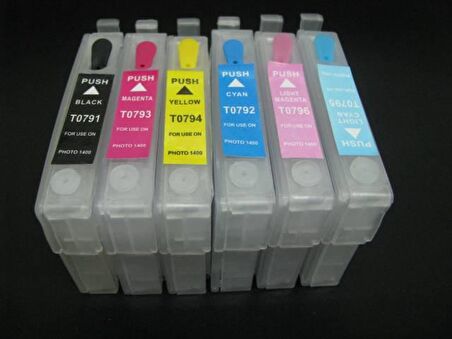 PUSH
BLACK
T0791
FOR USE ON
PHOTO 1400
PUSH
MAGENTA
T0793
FOR USE ON
PHOTO 1400
PUSH
YELLOW
T0794
FOR USE ON
PHOTO 1400
PUSH
CYAN
T0792
FOR USE ON
PHOTO 1400
PUSH
LIGHT
MAGENTA
T0796
FOR USE ON
PHOTO 1400
PUSH
LIGHT
CYAN
T0795
FOR USE ON
PHOTO 1400